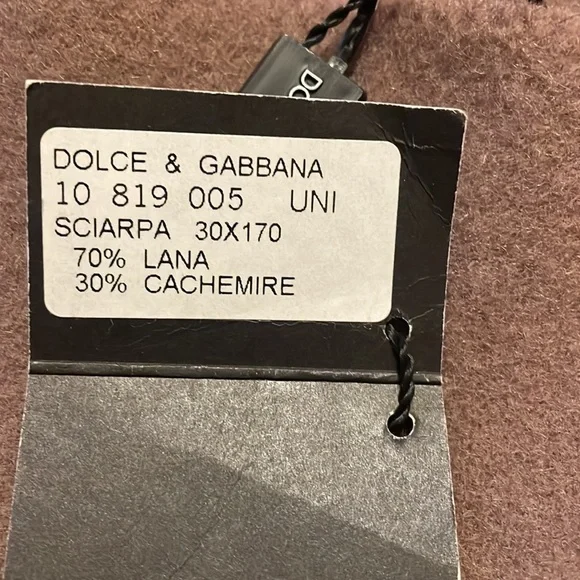 DOLCE & GABBANA
10 819 005 UNI
SCIARPA 30X170
70% LANA
30% CACHEMIRE